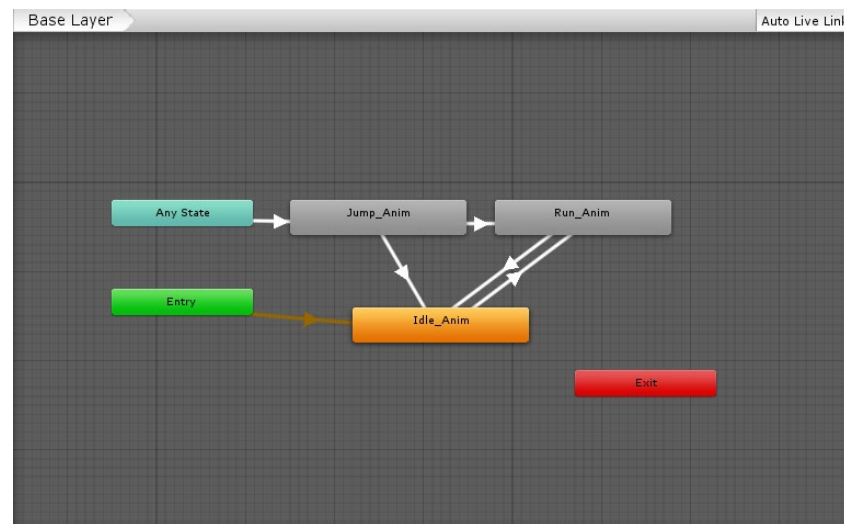 Base Layer
Auto Live Link
Any State
Jump_Anim
Run_Anim
Entry
Idle_Anim
Exit